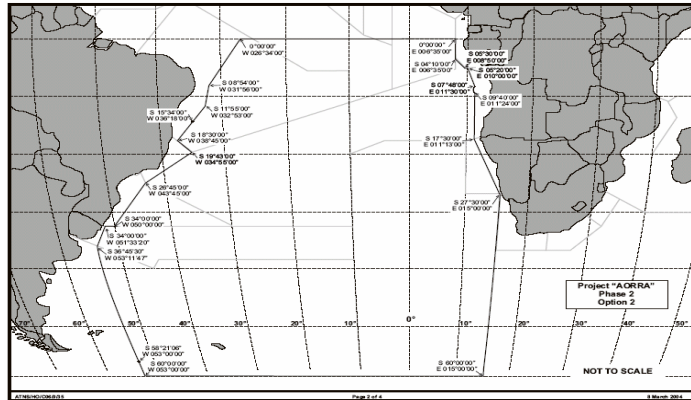 0°00'00"
W 026°34'00"
0°00'00"
E 006°35'00"
S 05°30'00"
E 008°50'00"
S 04°10'00"
E 006°35'00"
S 05°20'00"
E 010°00'00"
S 08°54'00"
W 031°56'00"
S 07°48'00"
E 011°30'00"
S 09°40'00"
E 011°24'00"
S 11°55'00"
W 032°53'00"
S 15°34'00"
W 036°18'00"
S 18°30'00"
W 038°45'00"
S 17°30'00"
E 011°13'00"
S 19°43'00"
W 034°55'00"
S 26°45'00"
W 043°45'00"
S 27°30'00"
E 015°00'00"
S 34°00'00"
W 050°00'00"
S 34°00'00"
W 051°33'20
S 36°45'30
W 053°11'47
Project "AORRA"
Phase 2
Option 2
70° 60° 50° 40° 30° 20° 10° 0° 10° 20° 30° 40° 50°
S 58°21'06
W 053°00'00"
S 60°00'00"
W 053°00'00"
S 60°00'00"
E 015°00'00"
NOT TO SCALE
Page 2 of 4
9 March 2004